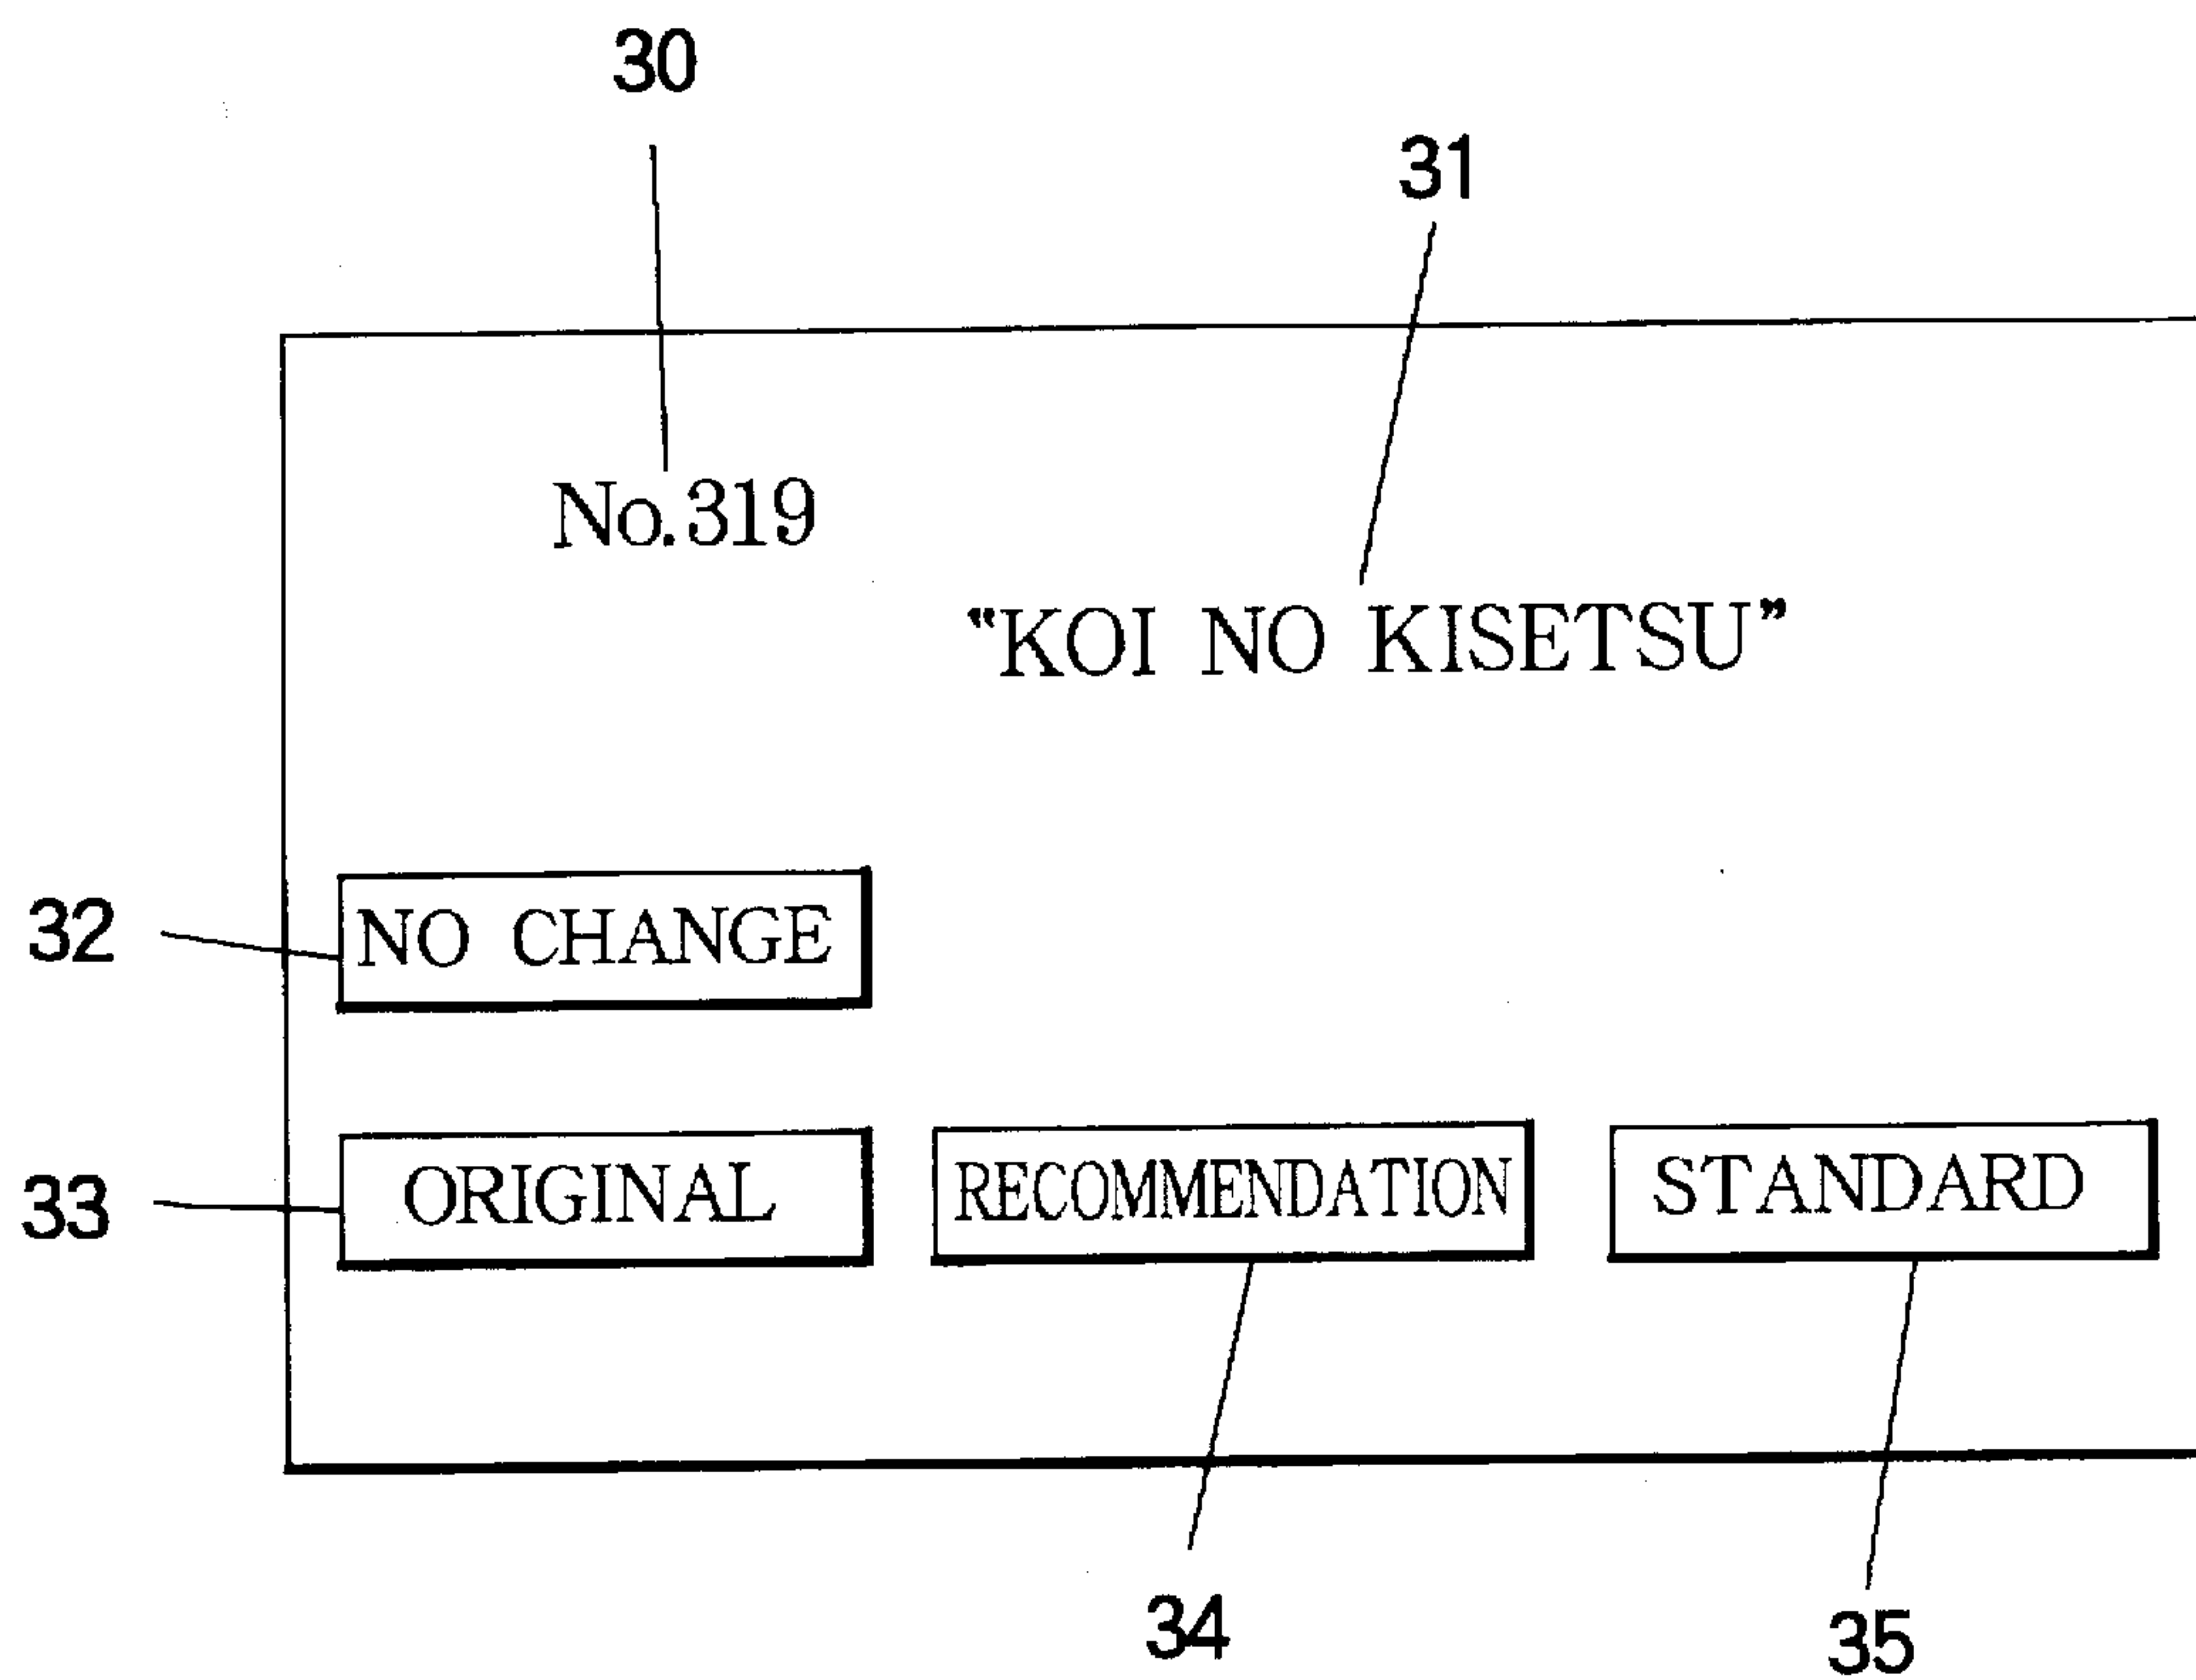 30
31
No.319
“KOI NO KISETSU”
32
NO CHANGE
33
ORIGINAL
RECOMMENDATION
STANDARD
34
35